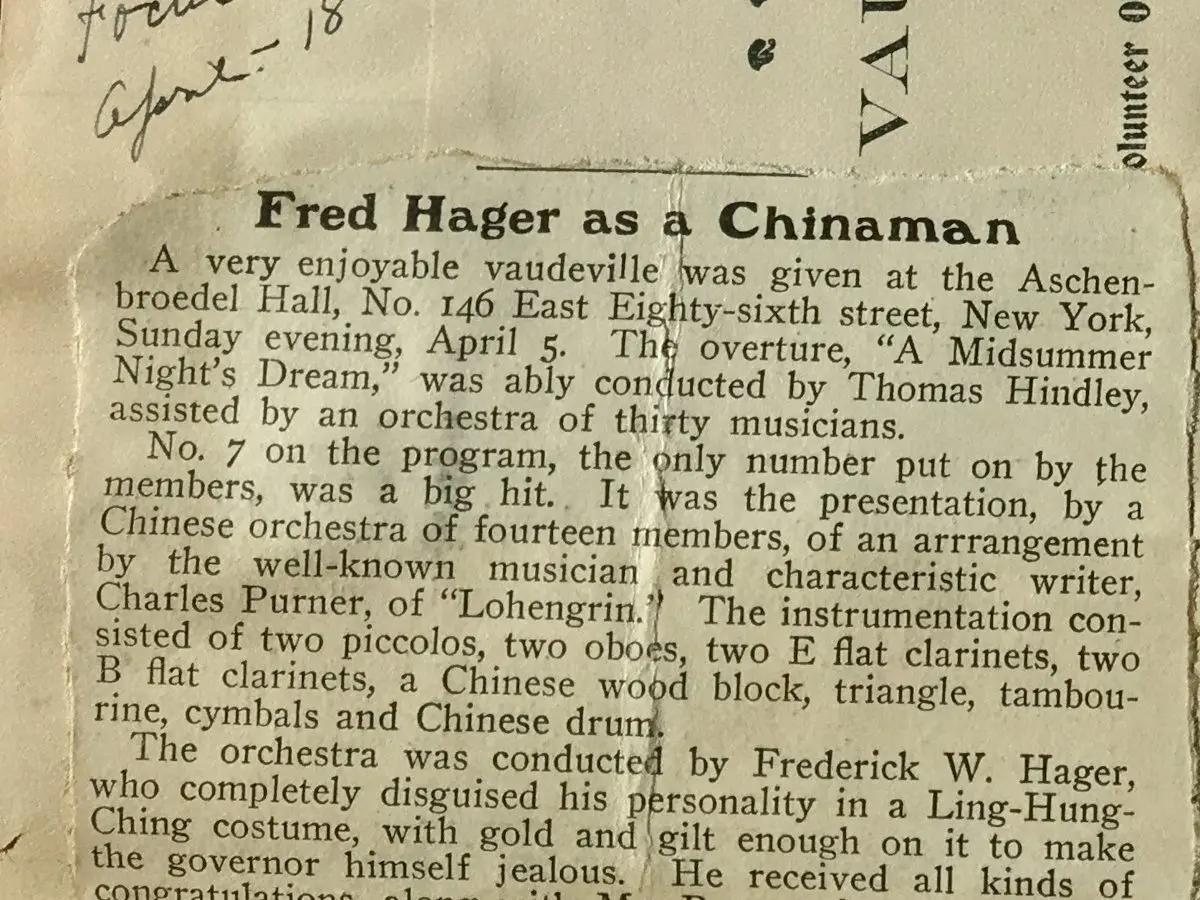 18
VAU
olunteer O
Fred Hager as a Chinaman
A very enjoyable vaudeville was given at the Aschen-
broedel Hall, No. 146 East Eighty-sixth street, New York,
Sunday evening, April 5. The overture, “A Midsummer
Night's Dream,” was ably conducted by Thomas Hindley,
assisted by an orchestra of thirty musicians.
No. 7 on the program, the only number put on by the
members, was a big hit. It was the presentation, by a
Chinese orchestra of fourteen members, of an arrrangement
by the well-known musician and characteristic writer,
Charles Purner, of “Lohengrin.” The instrumentation con-
sisted of two piccolos, two oboes, two E flat clarinets, two
B flat clarinets, a Chinese wood block, triangle, tambou-
rine, cymbals and Chinese drum.
The orchestra was conducted by Frederick W. Hager,
who completely disguised his personality in a Ling-Hung-
Ching costume, with gold and gilt enough on it to make
the governor himself jealous. He received all kinds of
congratulations along with